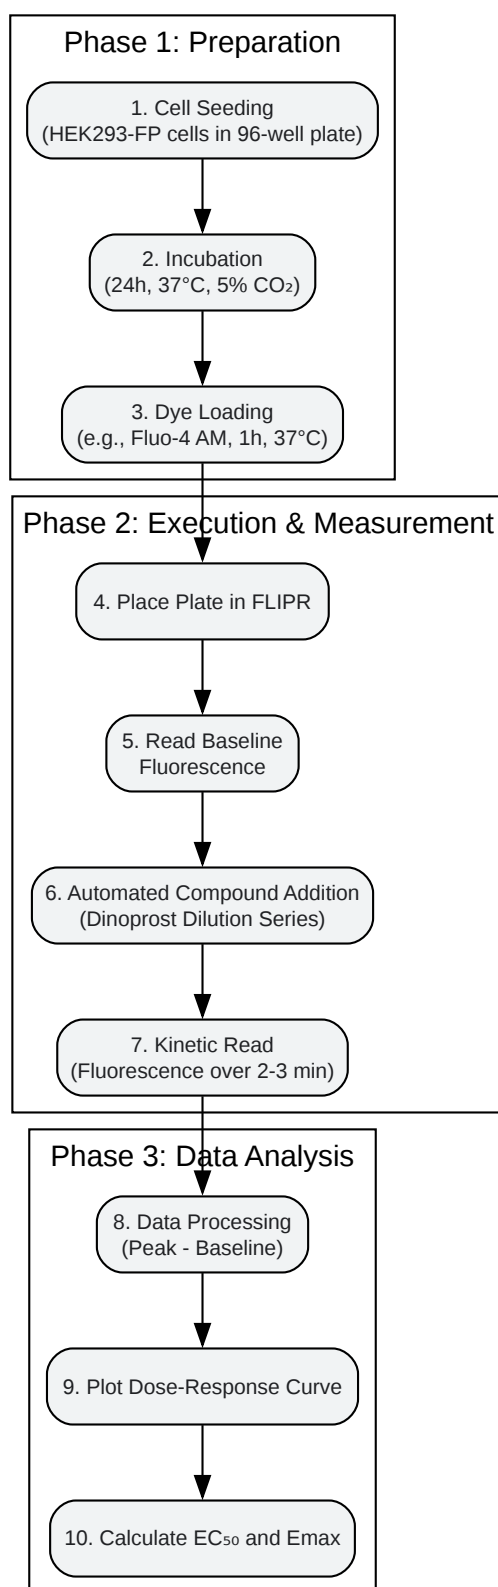 Phase 1: Preparation
1. Cell Seeding
(HEK293-FP cells in 96-well plate)
2. Incubation
(24h, 37°C, 5% CO₂)
3. Dye Loading
(e.g., Fluo-4 AM, 1h, 37°C)
Phase 2: Execution & Measurement
4. Place Plate in FLIPR
5. Read Baseline
Fluorescence
6. Automated Compound Addition
(Dinoprost Dilution Series)
7. Kinetic Read
(Fluorescence over 2-3 min)
Phase 3: Data Analysis
8. Data Processing
(Peak - Baseline)
9. Plot Dose-Response Curve
10. Calculate EC₅₀ and Emax